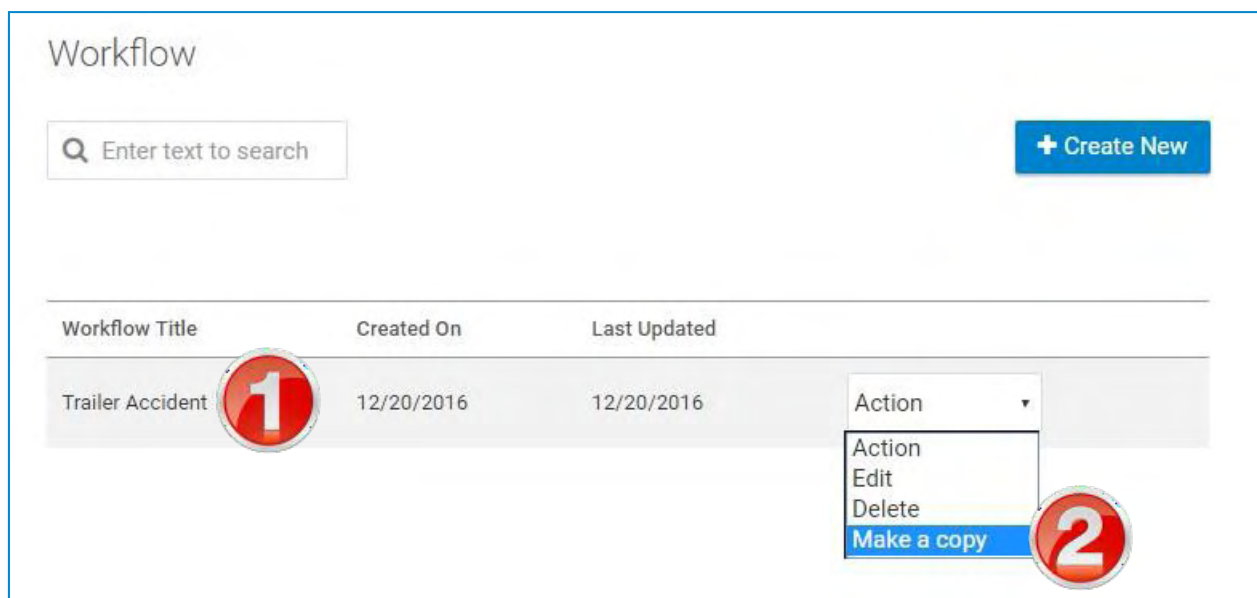 Workflow
Enter text to search
+ Create New
Workflow Title Created On Last Updated
Trailer Accident 1 12/20/2016 12/20/2016 Action
Action
Edit
Delete
Make a copy 2